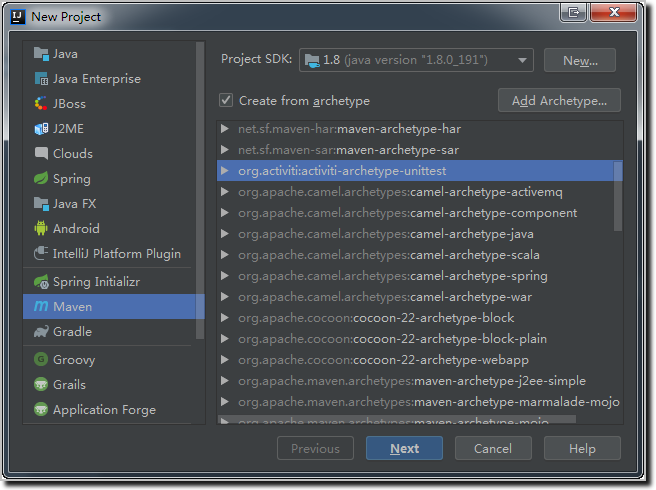 New Project
Java
Java Enterprise
JBoss
J2ME
Clouds
Spring
Java FX
Android
IntelliJ Platform Plugin
Spring Initializr
Maven
Gradle
Groovy
Grails
Application Forge
Project SDK: 1.8 (java version "1.8.0_191") New...
Create from archetype Add Archetype...
net.sf.maven-har:maven-archetype-har
net.sf.maven-sar:maven-archetype-sar
org.activiti:activiti-archetype-unittest
org.apache.camel.archetypes:camel-archetype-activemq
org.apache.camel.archetypes:camel-archetype-component
org.apache.camel.archetypes:camel-archetype-java
org.apache.camel.archetypes:camel-archetype-scala
org.apache.camel.archetypes:camel-archetype-spring
org.apache.camel.archetypes:camel-archetype-war
org.apache.cocoon:cocoon-22-archetype-block
org.apache.cocoon:cocoon-22-archetype-block-plain
org.apache.cocoon:cocoon-22-archetype-webapp
org.apache.maven.archetypes:maven-archetype-j2ee-simple
org.apache.maven.archetypes:maven-archetype-marmalade-mojo
org.apache.maven.archetypes:maven-archetype-mojo
Previous Next Cancel Help